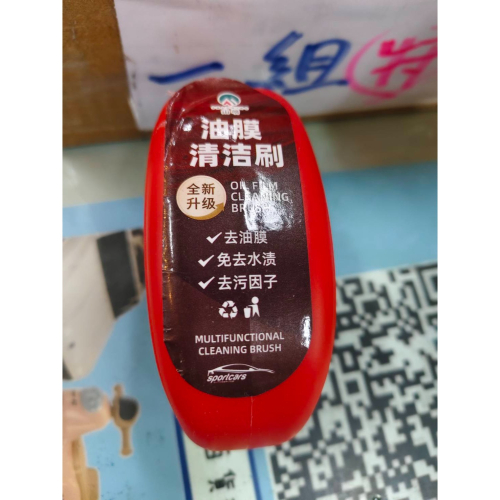 一组
油膜
清洁刷
全新
升级
OIL FILM
CLEANING
BRUSH
去油膜
免去水渍
去污因子
MULTIFUNCTIONAL
CLEANING BRUSH
sportcars